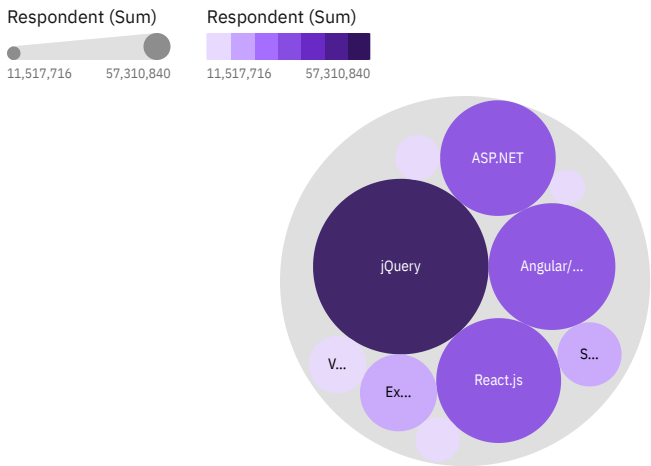 Respondent (Sum)
11,517,716 57,310,840
Respondent (Sum)
11,517,716 57,310,840
ASP.NET
jQuery
Angular/...
V...
Ex...
React.js
S...